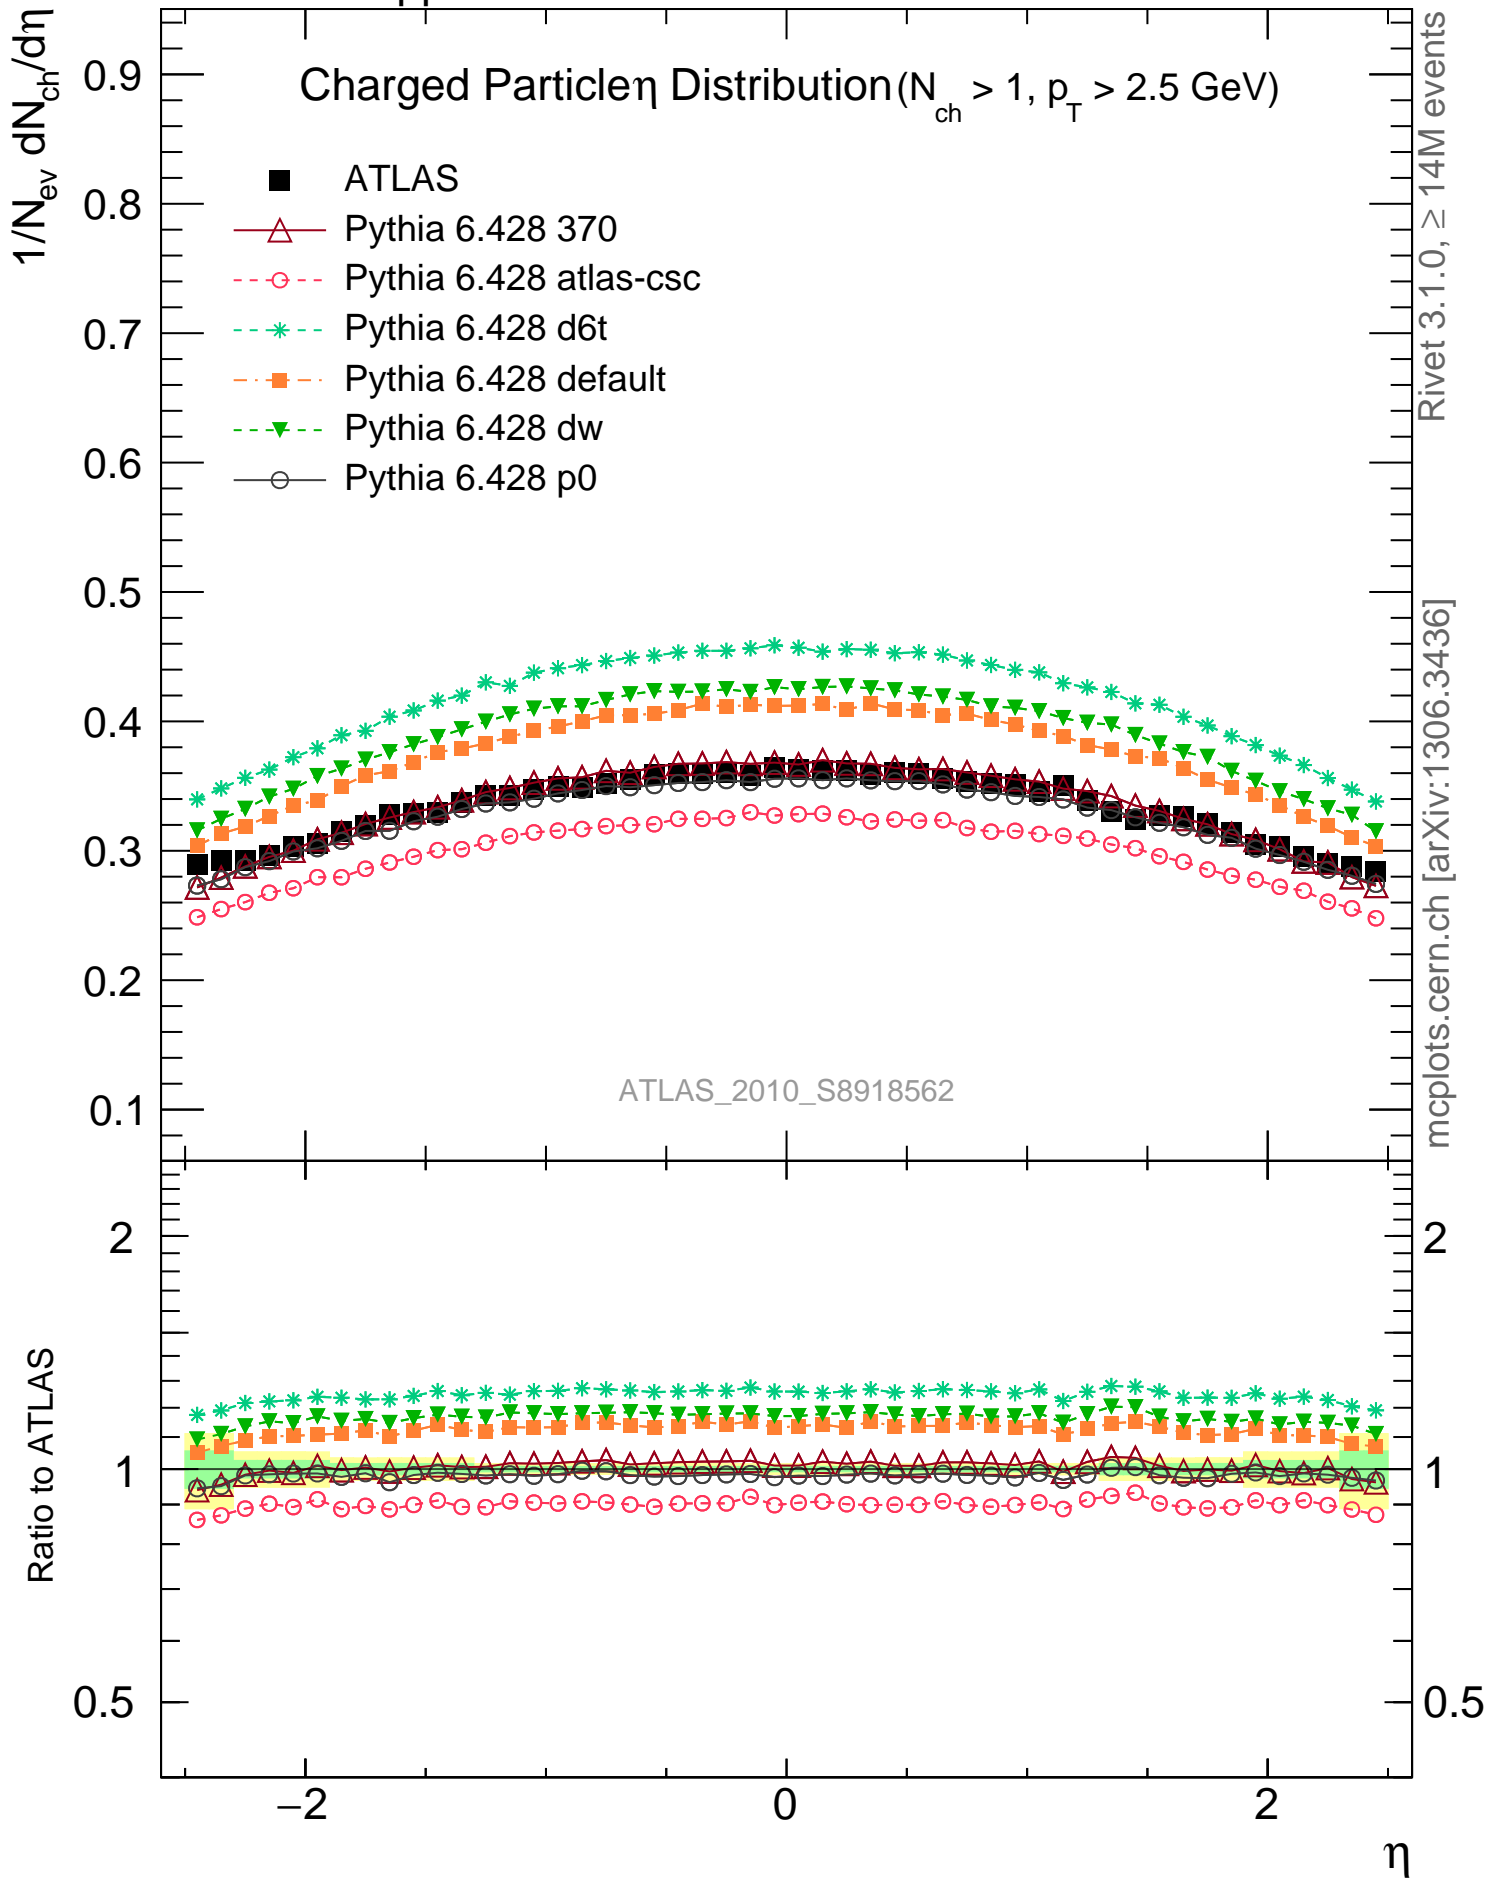 pp
1/N_ev dN_ch/dη
Charged Particleη Distribution(N_ch > 1, p_T > 2.5 GeV)
ATLAS
Pythia 6.428 370
Pythia 6.428 atlas-csc
Pythia 6.428 d6t
Pythia 6.428 default
Pythia 6.428 dw
Pythia 6.428 p0
0.9
0.8
0.7
0.6
0.5
0.4
0.3
0.2
0.1
ATLAS_2010_S8918562
Rivet 3.1.0, ≥ 14M events
mcplots.cern.ch [arXiv:1306.3436]
Ratio to ATLAS
2
1
0.5
2
1
0.5
−2
0
2
η